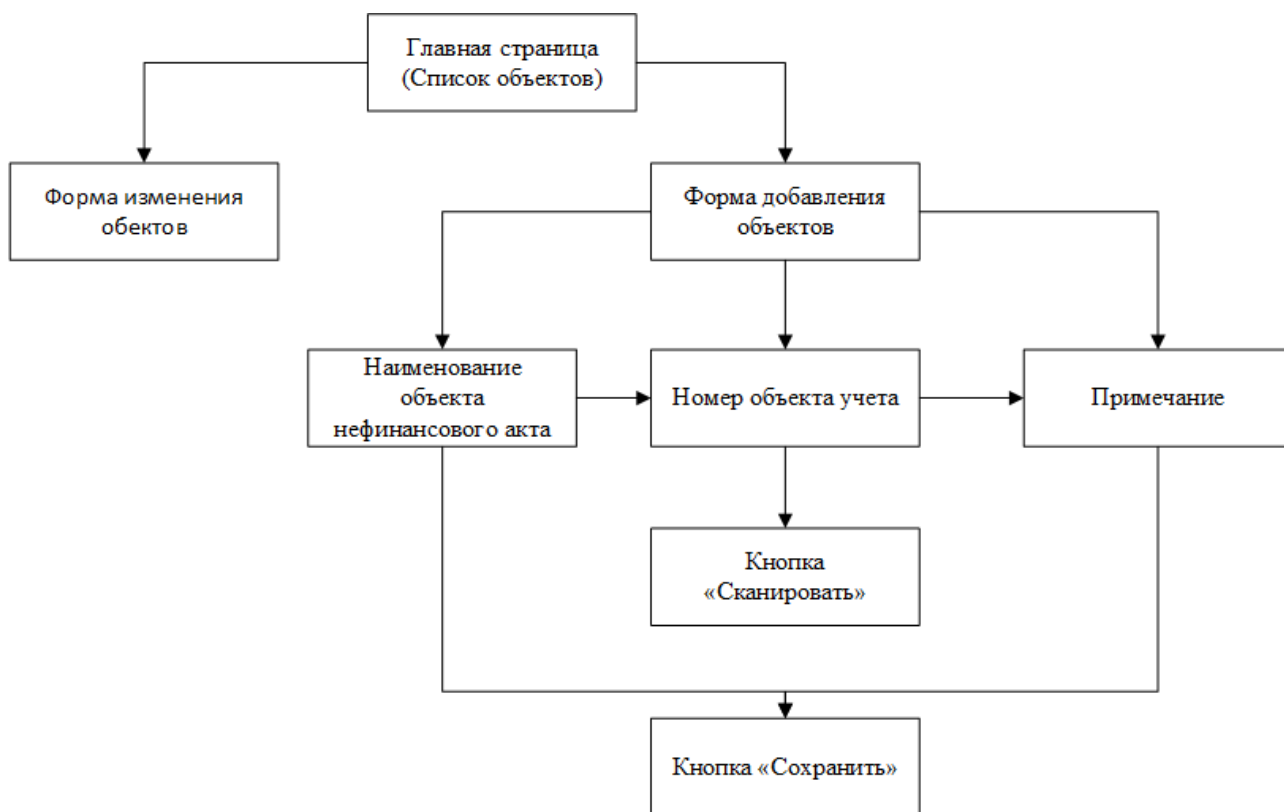 Главная страница
(Список объектов)
Форма изменения
обектов
Форма добавления
объектов
Наименование
объекта
нефинансового акта
Номер объекта учета
Примечание
Кнопка
«Сканировать»
Кнопка «Сохранить»